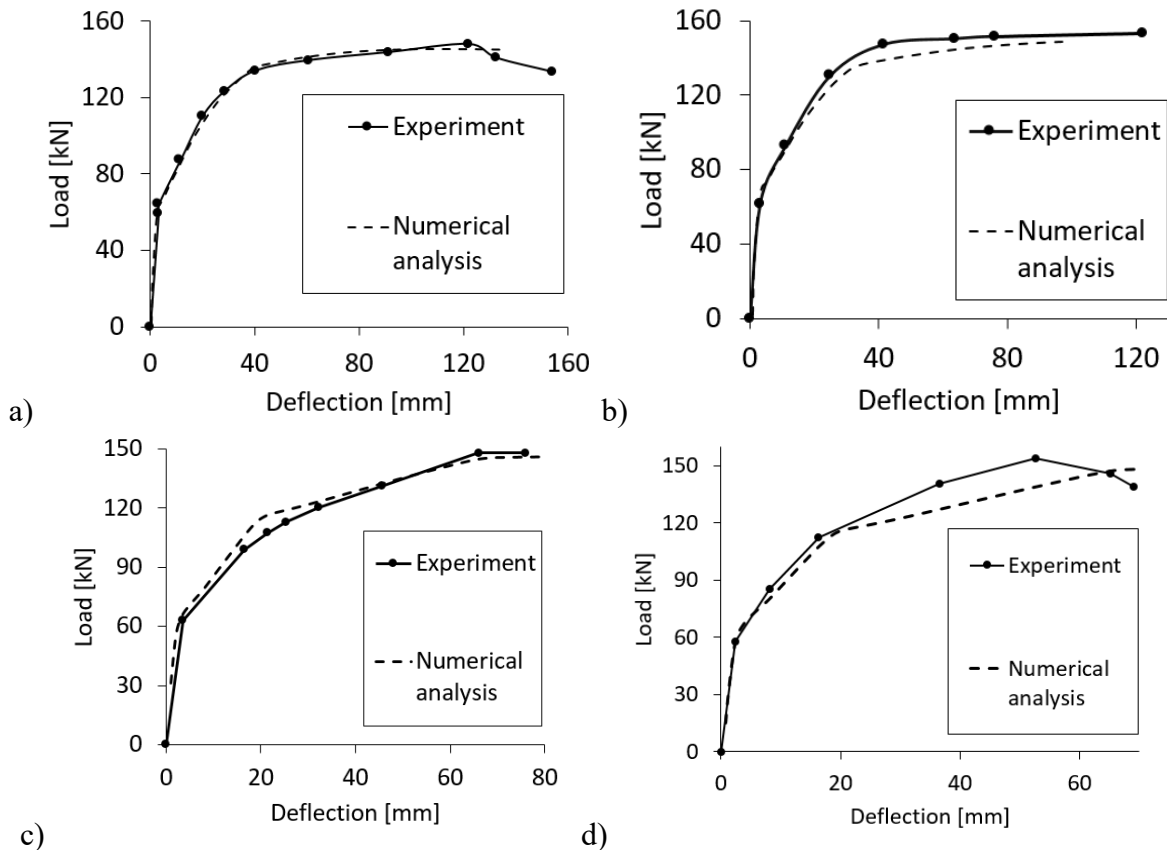 160
120
80
40
0
Load [kN]
Experiment
Numerical
analysis
0 40 80 120 160
Deflection [mm]
a)
160
120
80
40
0
Load [kN]
Experiment
Numerical
analysis
0 40 80 120
Deflection [mm]
b)
150
120
90
60
30
0
Load [kN]
Experiment
Numerical
analysis
0 20 40 60 80
Deflection [mm]
c)
150
120
90
60
30
0
Load [kN]
Experiment
Numerical
analysis
0 20 40 60
Deflection [mm]
d)